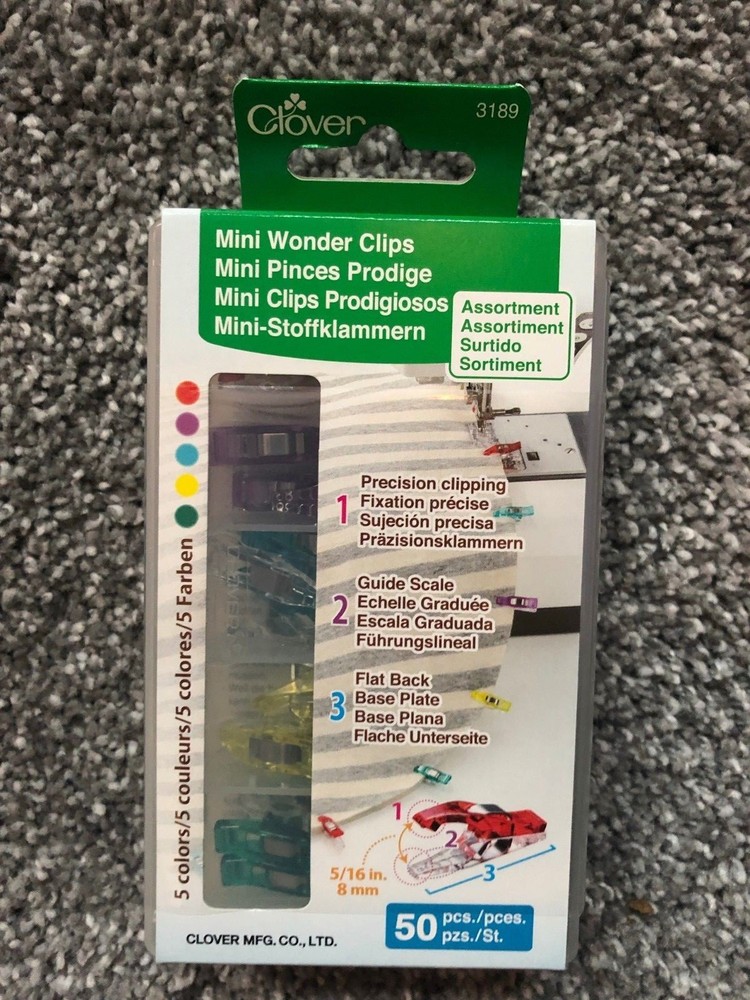 Clover
3189
Mini Wonder Clips
Mini Pinces Prodige
Mini Clips Prodigiosos
Mini-Stoffklammern
Assortment
Assortiment
Surtido
Sortiment
5 colors/5 couleurs/5 colores/5 Farben
1
Precision clipping
Fixation précise
Sujeción precisa
Präzisionsklammern
2
Guide Scale
Echelle Graduée
Escala Graduada
Führungslineal
3
Flat Back
Base Plate
Base Plana
Flache Unterseite
1
2
3
5/16 in.
8 mm
50 pcs./pces.
pzs./St.
CLOVER MFG. CO., LTD.